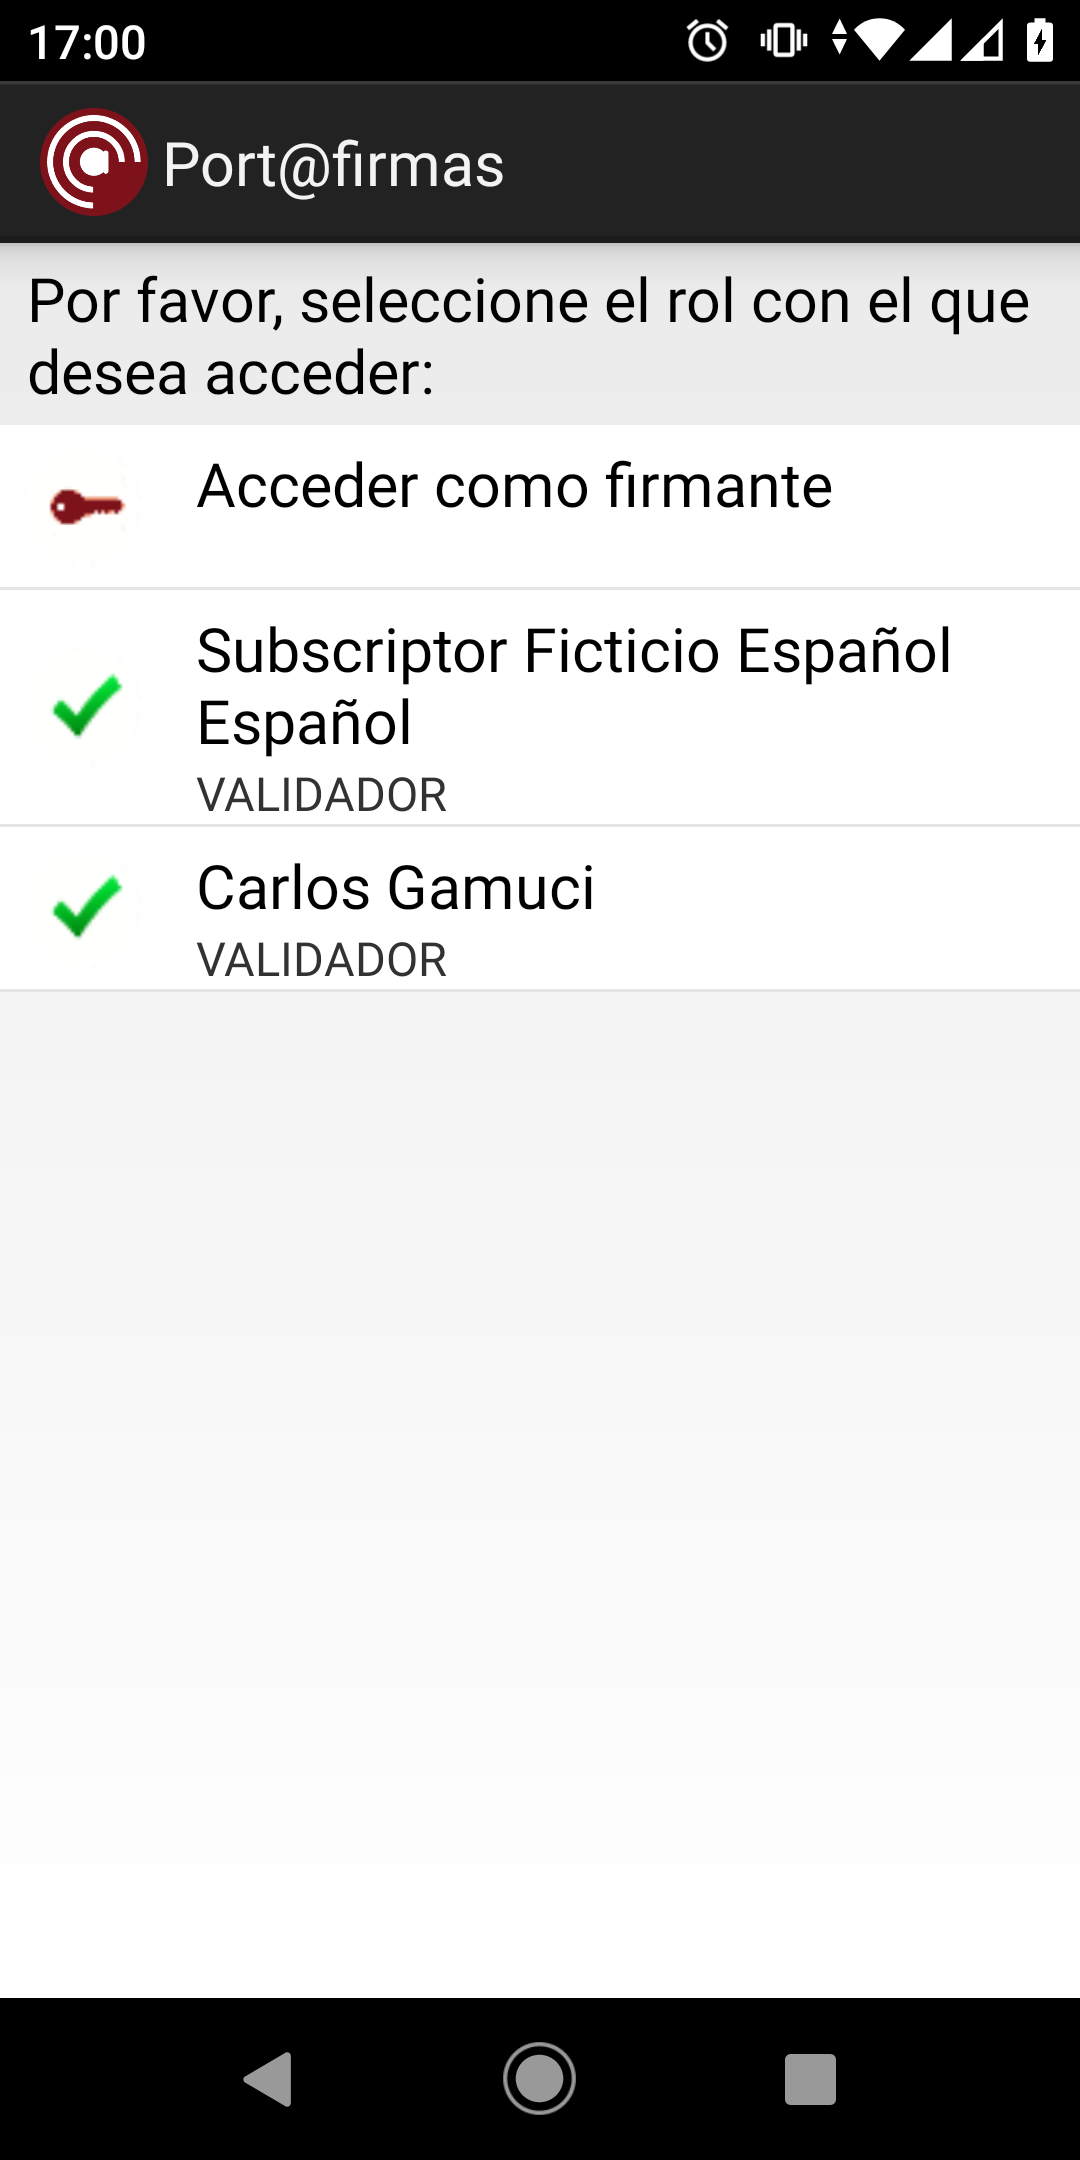 17:00
Port@firmas
Por favor, seleccione el rol con el que
desea acceder:
Acceder como firmante
Subscriptor Ficticio Español
Español
VALIDADOR
Carlos Gamuci
VALIDADOR